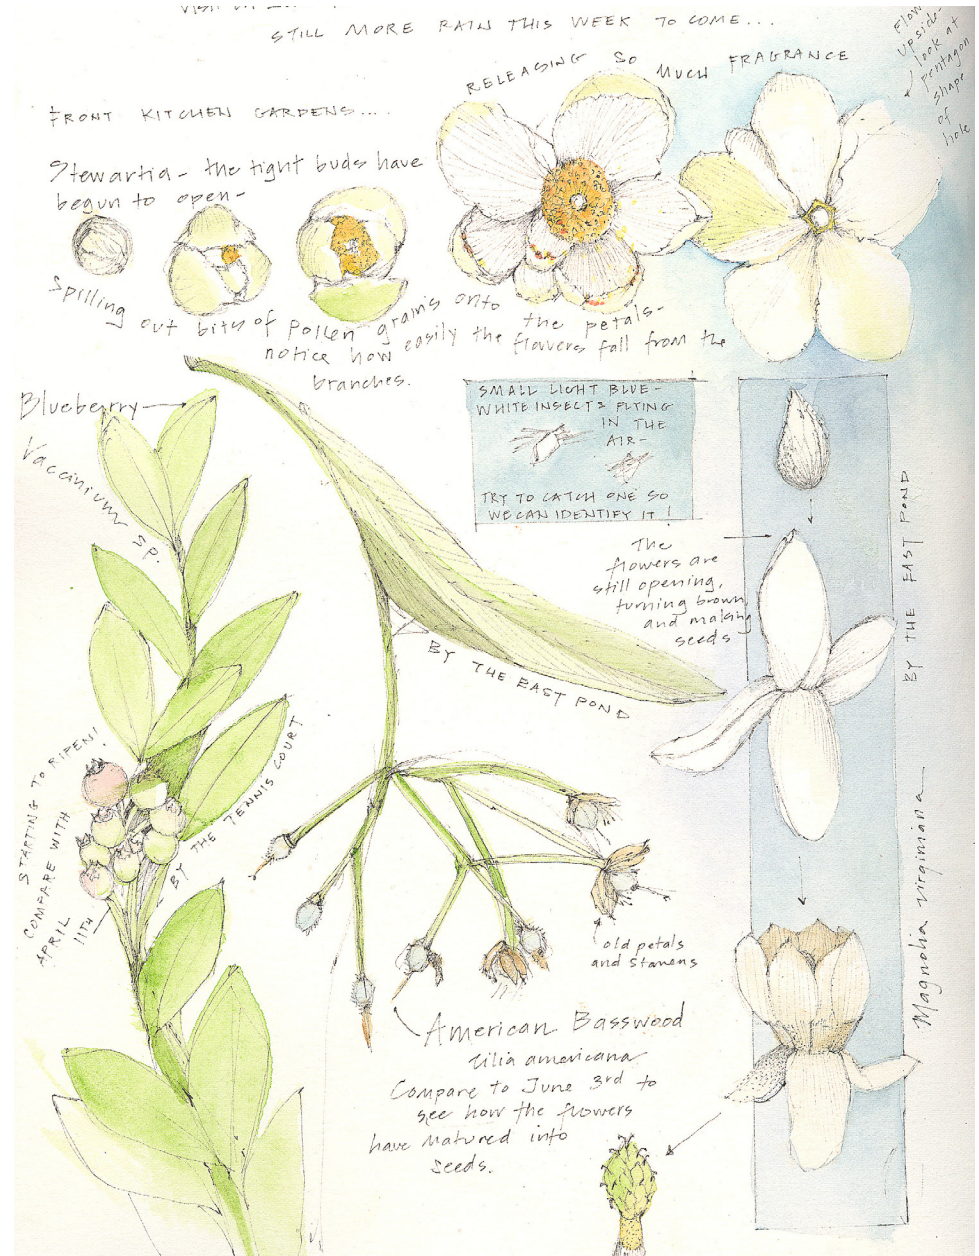 STILL MORE RAIN THIS WEEK TO COME...
RELEASING SO MUCH FRAGRANCE
upside-
look at
pentagon
shape
of
hole
FRONT KITCHEN GARDENS....
Stewartia - the tight buds have
begun to open -
Spilling out bits of pollen grains onto the petals -
notice how easily the flowers fall from the
branches.
Blueberry
Vaccinium sp.
SMALL LIGHT BLUE-
WHITE INSECTS FLYING
IN THE
AIR-
TRY TO CATCH ONE SO
WE CAN IDENTIFY IT!
The
flowers are
still opening,
turning brown
and making
seeds
BY THE EAST POND
BY THE EAST POND
Magnolia virginiana
STARTING TO RIPEN!
COMPARE WITH
APRIL 11TH
BY THE TENNIS COURT
old petals
and stamens
American Basswood
Tilia americana
Compare to June 3rd to
see how the flowers
have matured into
seeds.